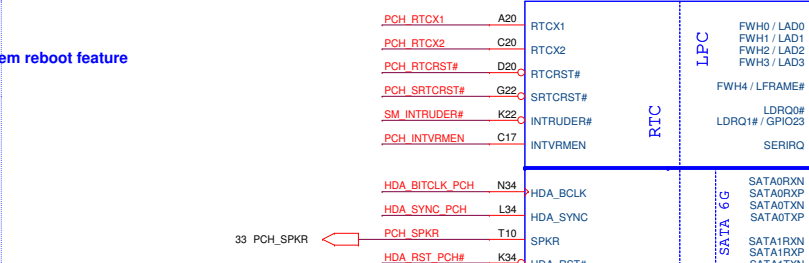 PCH_RTCX1 A20 RTCX1
PCH_RTCX2 C20 RTCX2
PCH_RTCRST# D20 RTCRST#
PCH_SRTCRST# G22 SRTCRST#
SM_INTRUDER# K22 INTRUDER#
PCH_INTVRMEN C17 INTVRMEN
em reboot feature
RTC
LPC
FWH0 / LAD0
FWH1 / LAD1
FWH2 / LAD2
FWH3 / LAD3
FWH4 / LFRAME#
LDRQ0#
LDRQ1# / GPIO23
SERIRQ
HDA_BITCLK_PCH N34 HDA_BCLK
HDA_SYNC_PCH L34 HDA_SYNC
33 PCH_SPKR PCH_SPKR T10 SPKR
HDA_RST_PCH# K34 HDA_RST#
SATA 6G
SATA0RXN
SATA0RXP
SATA0TXN
SATA0TXP
SATA1RXN
SATA1RXP
SATA1TXN